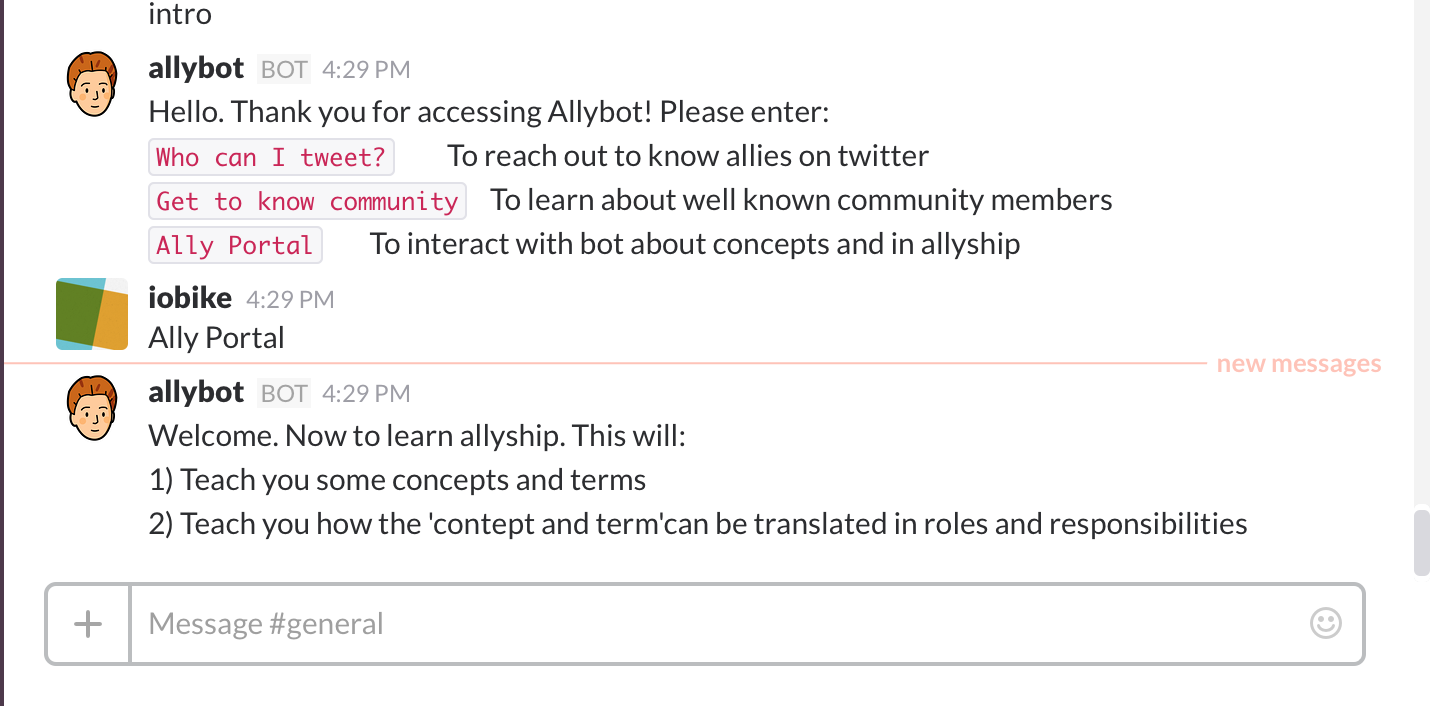 intro
allybot BOT 4:29 PM
Hello. Thank you for accessing Allybot! Please enter:
Who can I tweet? To reach out to know allies on twitter
Get to know community To learn about well known community members
Ally Portal To interact with bot about concepts and in allyship
iobike 4:29 PM
Ally Portal
new messages
allybot BOT 4:29 PM
Welcome. Now to learn allyship. This will:
1) Teach you some concepts and terms
2) Teach you how the 'contept and term'can be translated in roles and responsibilities
Message #general